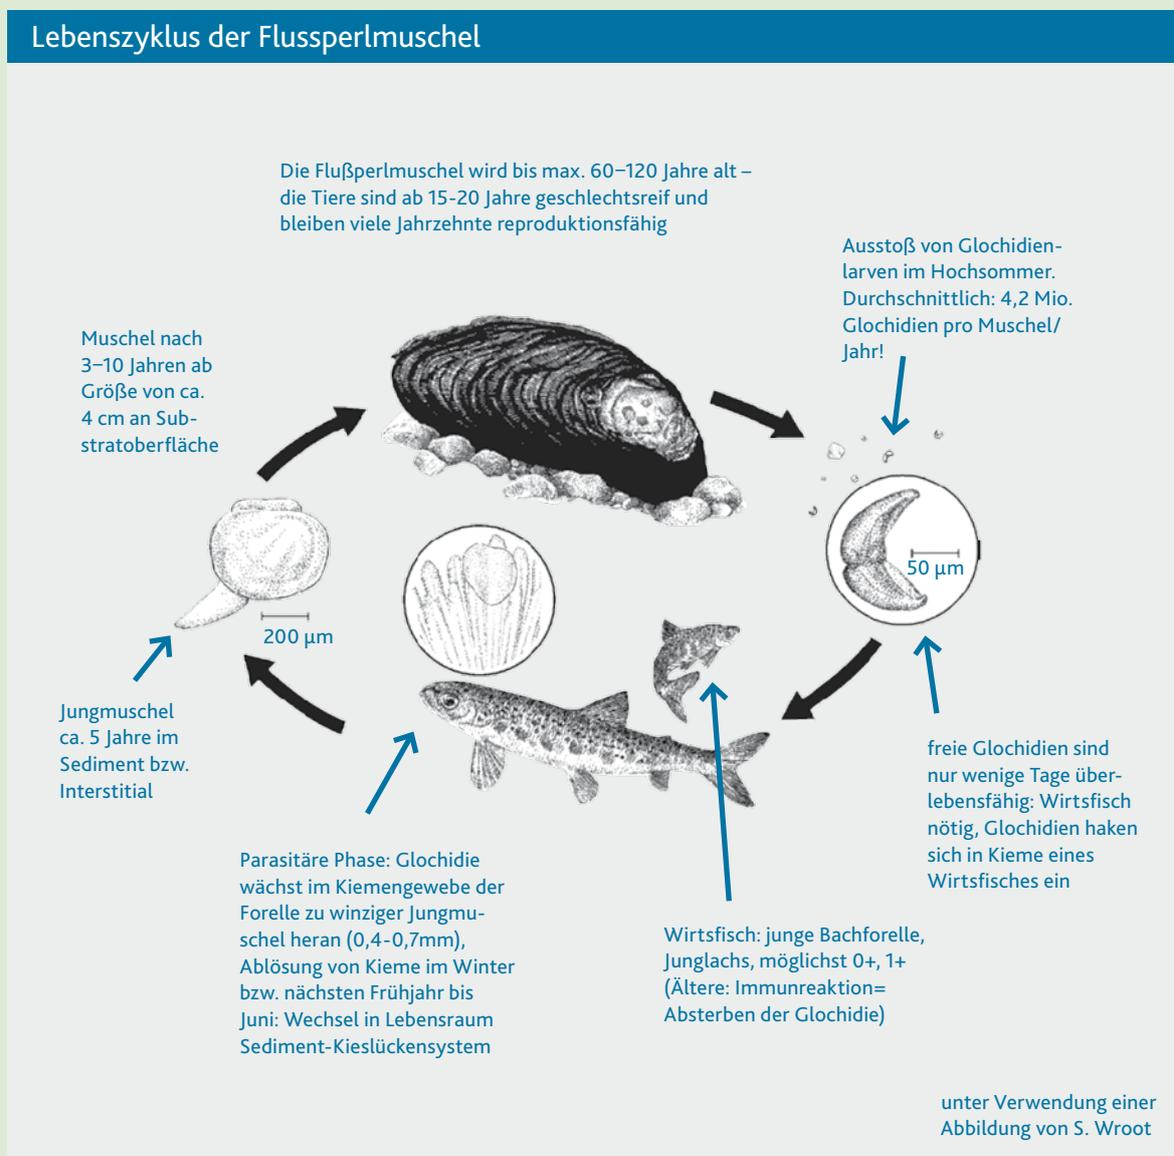 Lebenszyklus der Flussperlmuschel
Die Flußperlmuschel wird bis max. 60–120 Jahre alt –
die Tiere sind ab 15-20 Jahre geschlechtsreif und
bleiben viele Jahrzehnte reproduktionsfähig
Ausstoß von Glochidien-
larven im Hochsommer.
Durchschnittlich: 4,2 Mio.
Glochidien pro Muschel/
Jahr!
Muschel nach
3–10 Jahren ab
Größe von ca.
4 cm an Sub-
stratoberfläche
50 µm
200 µm
Jungmuschel
ca. 5 Jahre im
Sediment bzw.
Interstitial
freie Glochidien sind
nur wenige Tage über-
lebensfähig: Wirtsfisch
nötig, Glochidien haken
sich in Kieme eines
Wirtsfisches ein
Parasitäre Phase: Glochidie
wächst im Kiemengewebe der
Forelle zu winziger Jungmu-
schel heran (0,4-0,7mm),
Ablösung von Kieme im Winter
bzw. nächsten Frühjahr bis
Juni: Wechsel in Lebensraum
Sediment-Kieslückensystem
Wirtsfisch: junge Bachforelle,
Junglachs, möglichst 0+, 1+
(Ältere: Immunreaktion=
Absterben der Glochidie)
unter Verwendung einer
Abbildung von S. Wroot